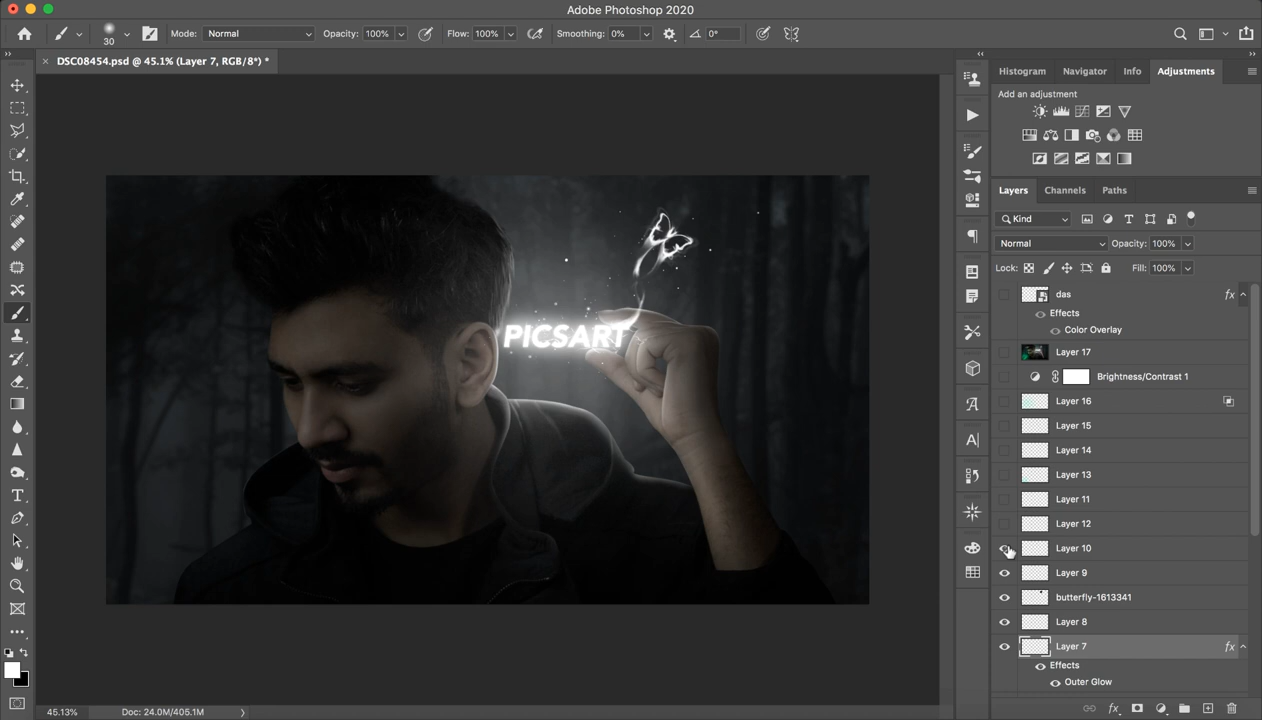 Adobe Photoshop 2020
30
Mode: Normal
Opacity: 100%
Flow: 100%
Smoothing: 0%
0°
× DSC08454.psd @ 45.1% (Layer 7, RGB/8*) *
Histogram
Navigator
Info
Adjustments
Add an adjustment
Layers
Channels
Paths
Kind
Normal
Opacity: 100%
Lock:
Fill: 100%
das
fx
Effects
Color Overlay
Layer 17
Brightness/Contrast 1
Layer 16
Layer 15
Layer 14
Layer 13
Layer 11
Layer 12
Layer 10
Layer 9
butterfly-1613341
Layer 8
Layer 7
fx
Effects
Outer Glow
PICSART
45.13%
Doc: 24.0M/405.1M